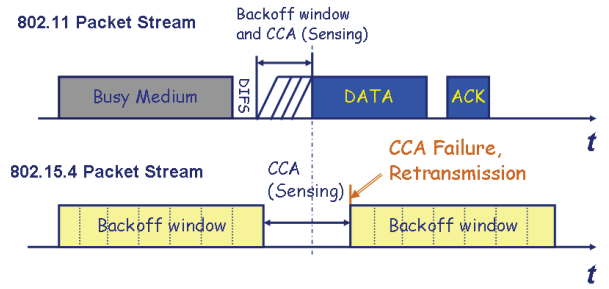 802.11 Packet Stream
Backoff window
and CCA (Sensing)
Busy Medium
DIFS
DATA
ACK
t
802.15.4 Packet Stream
CCA
(Sensing)
CCA Failure,
Retransmission
Backoff window
Backoff window
t